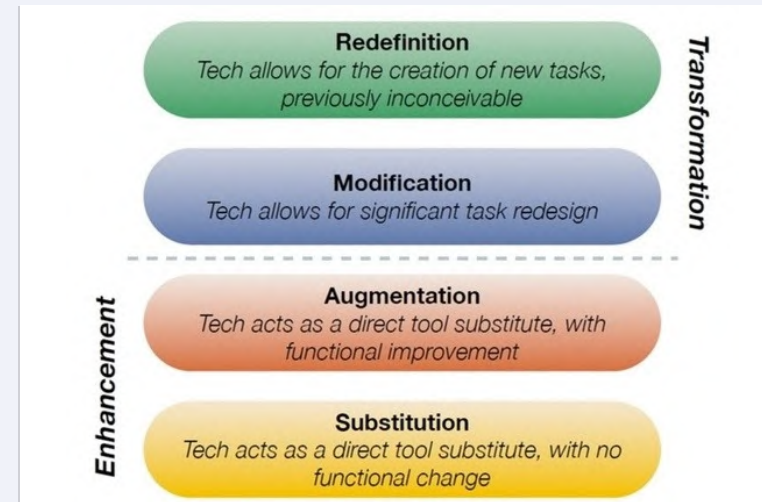 Redefinition
Tech allows for the creation of new tasks,
previously inconceivable
Transformation
Modification
Tech allows for significant task redesign
Enhancement
Augmentation
Tech acts as a direct tool substitute, with
functional improvement
Substitution
Tech acts as a direct tool substitute, with no
functional change